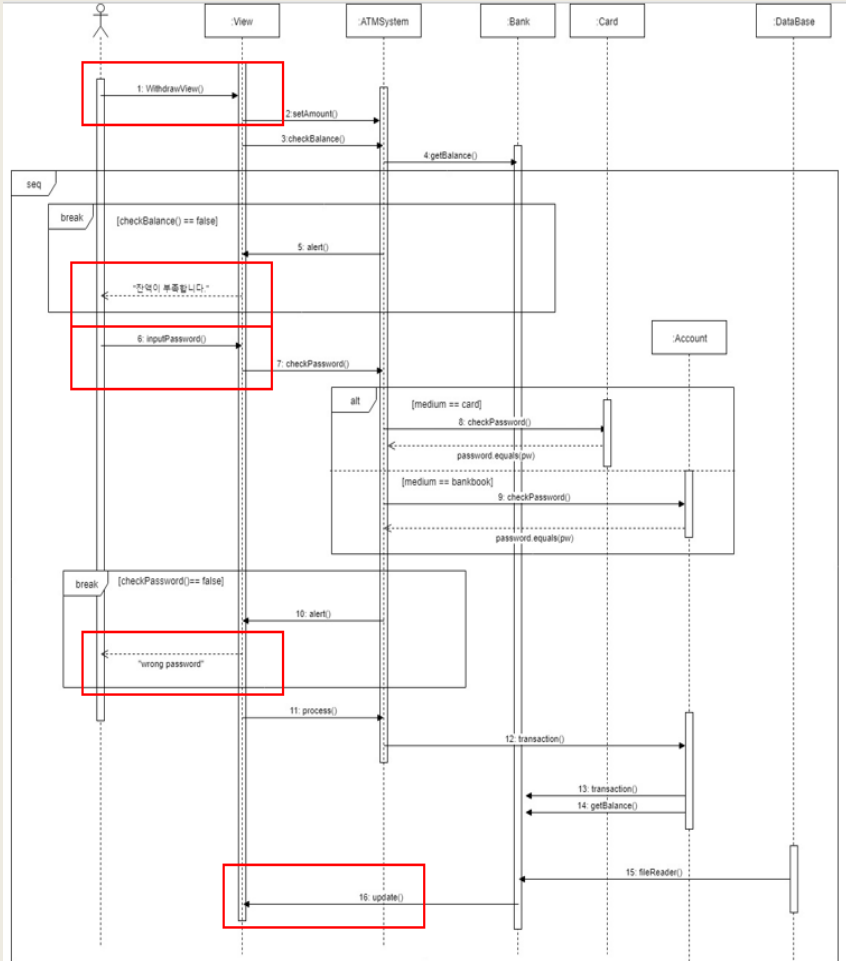 :View
:ATMSystem
:Bank
:Card
:DataBase
1: WithdrawView()
2:setAmount()
3:checkBalance()
4:getBalance()
seq
break
[checkBalance() == false]
5: alert()
"잔액이 부족합니다."
6: inputPassword()
:Account
7: checkPassword()
alt
[medium == card]
8: checkPassword()
password.equals(pw)
[medium == bankbook]
9: checkPassword()
password.equals(pw)
break
[checkPassword()== false]
10: alert()
"wrong password"
11: process()
12: transaction()
13: transaction()
14: getBalance()
15: fileReader()
16: update()